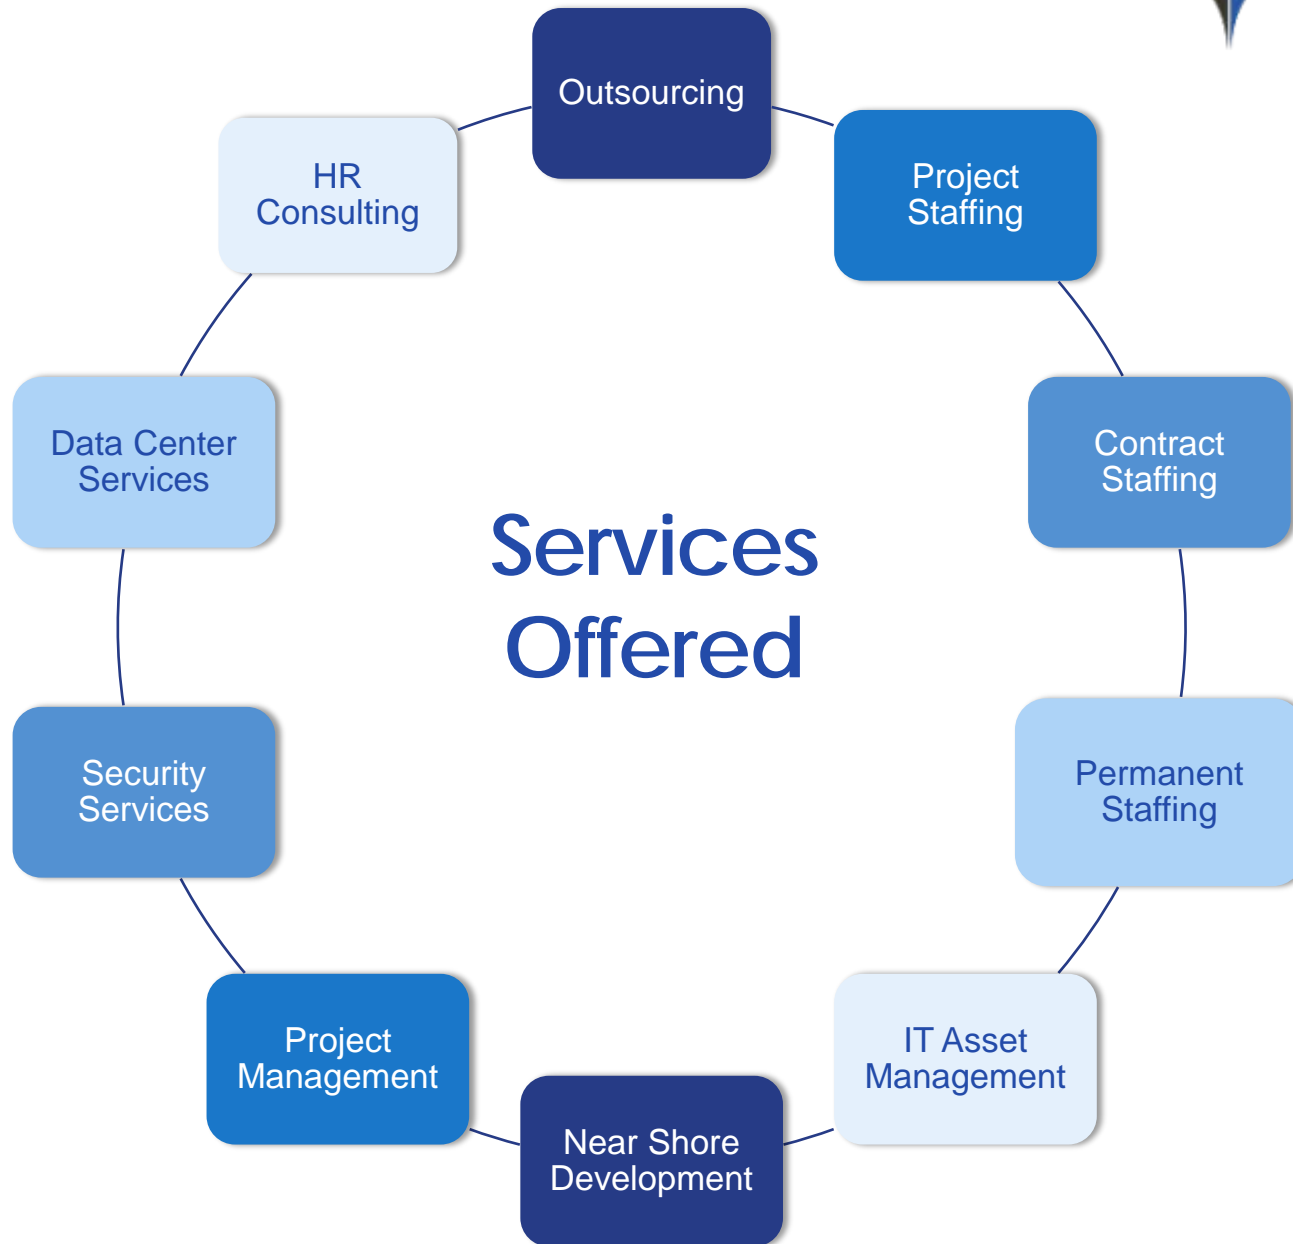 Outsourcing
Project
Staffing
Contract
Staffing
Permanent
Staffing
IT Asset
Management
Near Shore
Development
Project
Management
Security
Services
Data Center
Services
HR
Consulting
Services
Offered